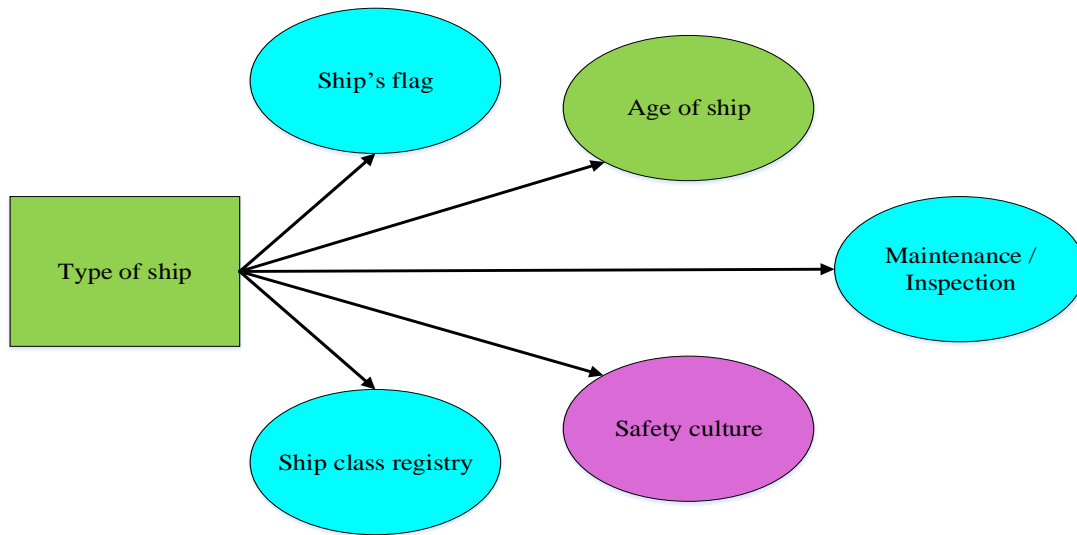 Ship’s flag
Age of ship
Type of ship
Maintenance /
Inspection
Safety culture
Ship class registry